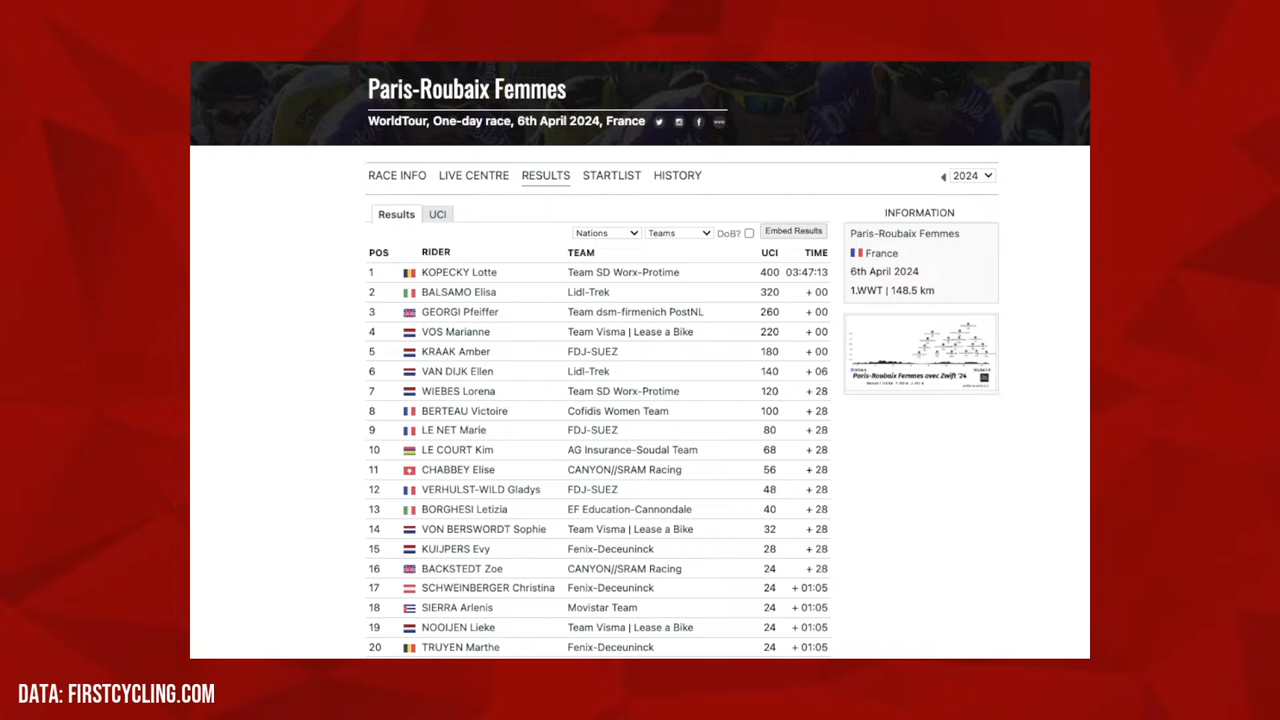 Paris-Roubaix Femmes
WorldTour, One-day race, 6th April 2024, France
RACE INFO LIVE CENTRE RESULTS STARTLIST HISTORY 2024
Results UCI
Nations Teams DoB? Embed Results
POS RIDER TEAM UCI TIME
1 KOPECKY Lotte Team SD Worx-Protime 400 03:47:13
2 BALSAMO Elisa Lidl-Trek 320 + 00
3 GEORGI Pfeiffer Team dsm-firmenich PostNL 260 + 00
4 VOS Marianne Team Visma | Lease a Bike 220 + 00
5 KRAAK Amber FDJ-SUEZ 180 + 00
6 VAN DIJK Ellen Lidl-Trek 140 + 06
7 WIEBES Lorena Team SD Worx-Protime 120 + 28
8 BERTEAU Victoire Cofidis Women Team 100 + 28
9 LE NET Marie FDJ-SUEZ 80 + 28
10 LE COURT Kim AG Insurance-Soudal Team 68 + 28
11 CHABBEY Elise CANYON//SRAM Racing 56 + 28
12 VERHULST-WILD Gladys FDJ-SUEZ 48 + 28
13 BORGHESI Letizia EF Education-Cannondale 40 + 28
14 VON BERSWORDT Sophie Team Visma | Lease a Bike 32 + 28
15 KUIJPERS Evy Fenix-Deceuninck 28 + 28
16 BACKSTEDT Zoe CANYON//SRAM Racing 24 + 28
17 SCHWEINBERGER Christina Fenix-Deceuninck 24 + 01:05
18 SIERRA Arlenis Movistar Team 24 + 01:05
19 NOOIJEN Lieke Team Visma | Lease a Bike 24 + 01:05
20 TRUYEN Marthe Fenix-Deceuninck 24 + 01:05
INFORMATION
Paris-Roubaix Femmes
France
6th April 2024
1.WWT | 148.5 km
Paris-Roubaix Femmes avec Zwift '24
DATA: FIRSTCYCLING.COM